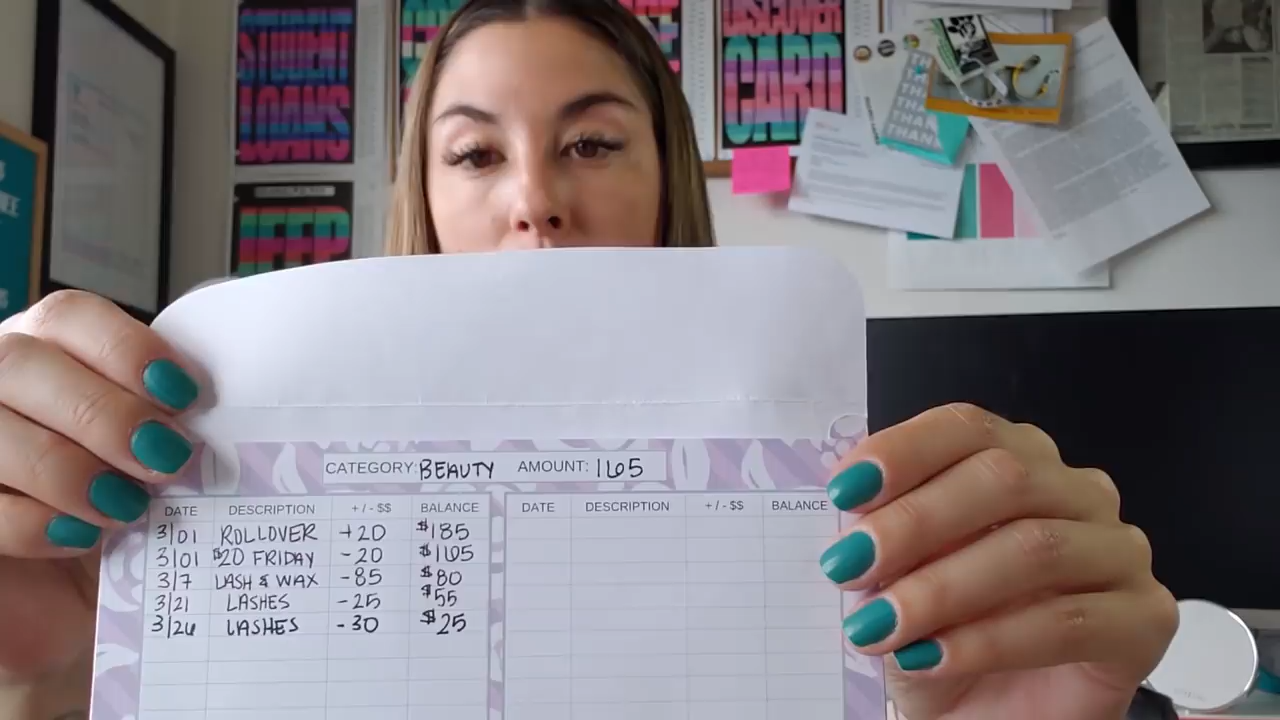 STUDENT
LOANS
JEEP
DISCOVER
CARD
THANK
CATEGORY: BEAUTY AMOUNT: 165
DATE DESCRIPTION + / - $$ BALANCE
3/01 ROLLOVER +20 $185
3/01 $20 FRIDAY -20 $165
3/7 LASH & WAX -85 $80
3/21 LASHES -25 $55
3/26 LASHES -30 $25
DATE DESCRIPTION + / - $$ BALANCE